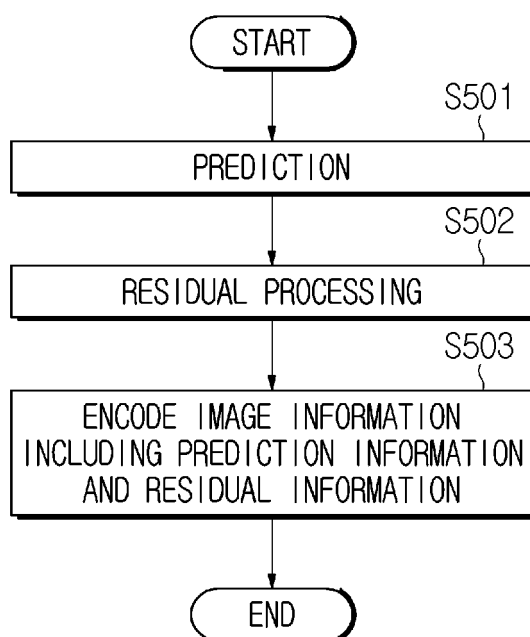 START
S501
PREDICTION
S502
RESIDUAL PROCESSING
S503
ENCODE IMAGE INFORMATION
INCLUDING PREDICTION INFORMATION
AND RESIDUAL INFORMATION
END